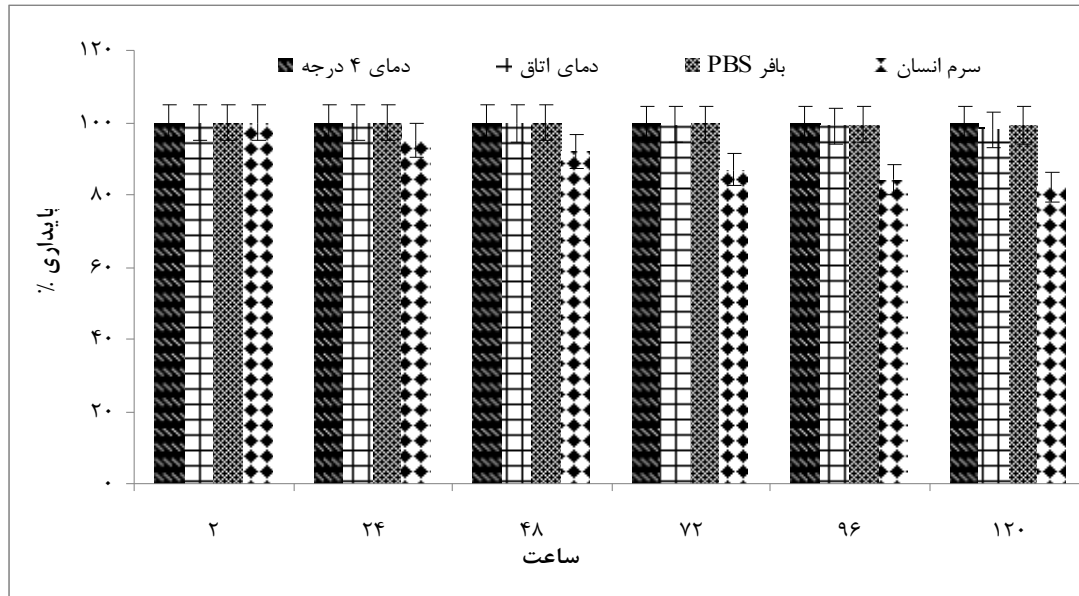 ۱۲۰
۱۰۰
۸۰
۶۰
۴۰
۲۰
۰
پایداری %
دمای ۴ درجه
دمای اتاق
بافر PBS
سرم انسان
۲
۲۴
۴۸
۷۲
۹۶
۱۲۰
ساعت